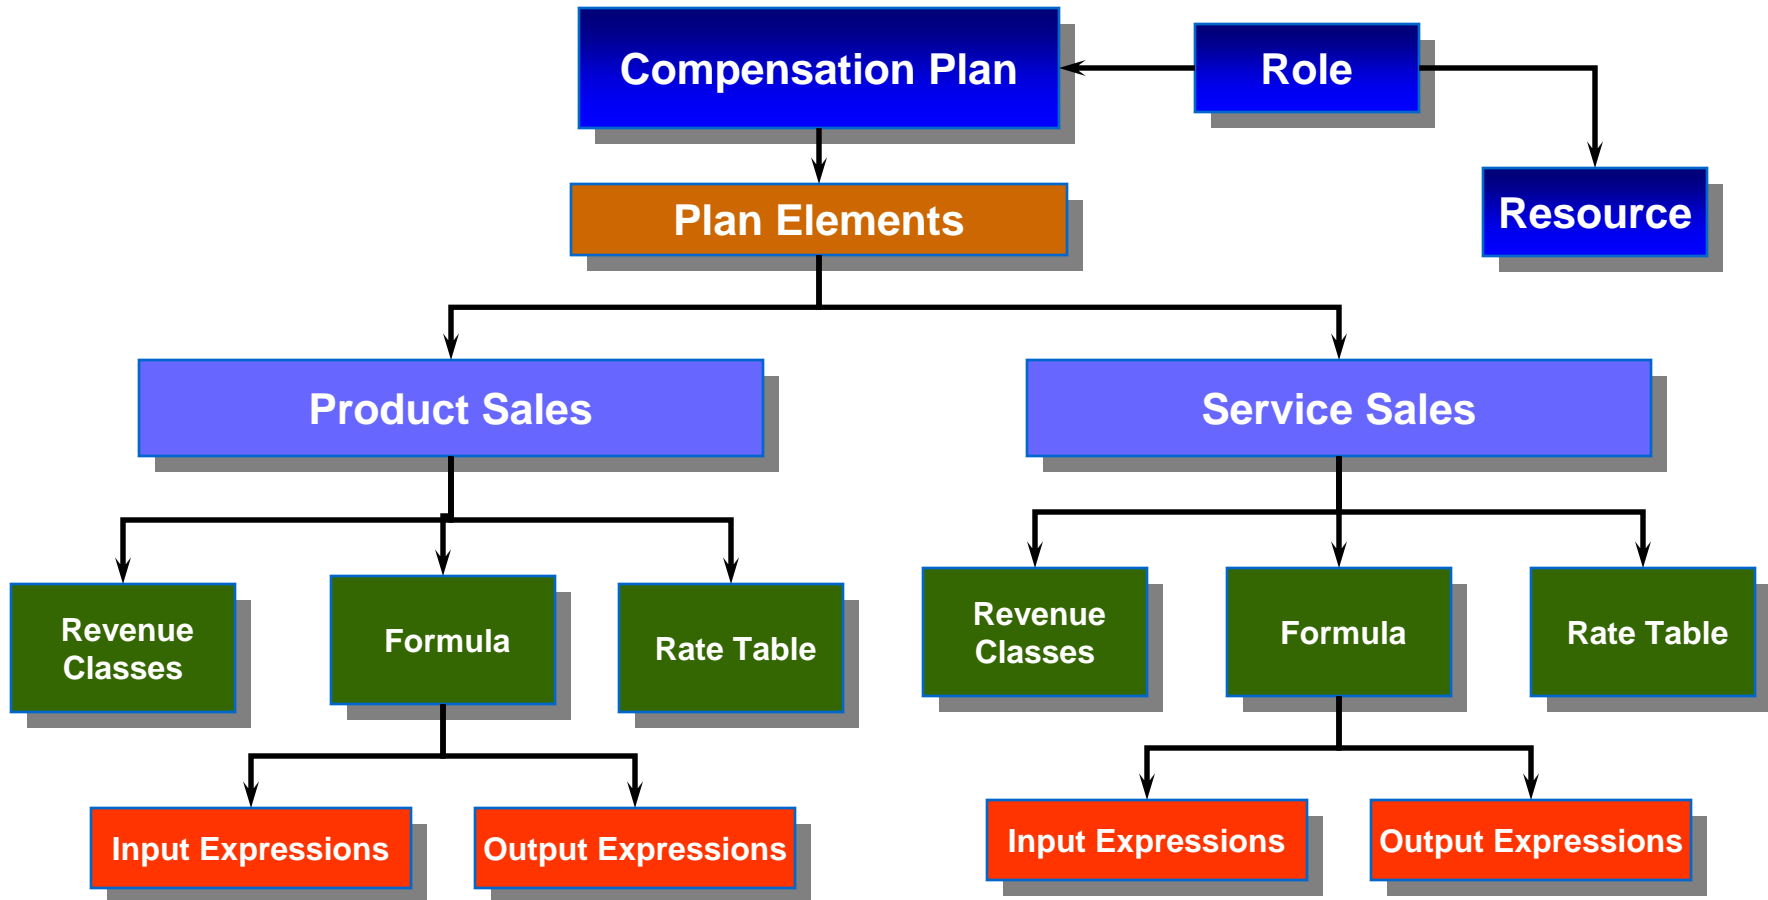 Compensation Plan
Role
Resource
Plan Elements
Product Sales
Service Sales
Revenue
Classes
Formula
Rate Table
Revenue
Classes
Formula
Rate Table
Input Expressions
Output Expressions
Input Expressions
Output Expressions